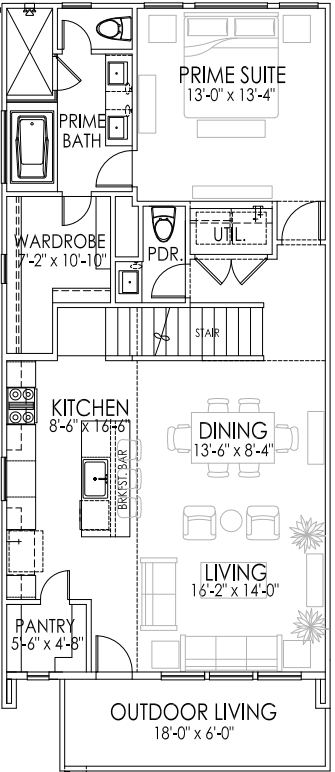 PRIME SUITE
13'-0" x 13'-4"
PRIME
BATH
WARDROBE
7'-2" x 10'-10"
PDR.
UTIL.
STAIR
KITCHEN
8'-6" x 16'-6"
BRKFST. BAR
DINING
13'-6" x 8'-4"
LIVING
16'-2" x 14'-0"
PANTRY
5'-6" x 4'-8"
OUTDOOR LIVING
18'-0" x 6'-0"